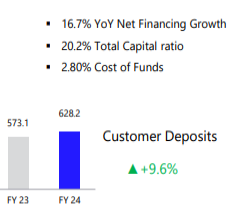 ▪ 16.7% YoY Net Financing Growth
▪ 20.2% Total Capital ratio
▪ 2.80% Cost of Funds
628.2
573.1
Customer Deposits
▲+9.6%
FY 23 FY 24